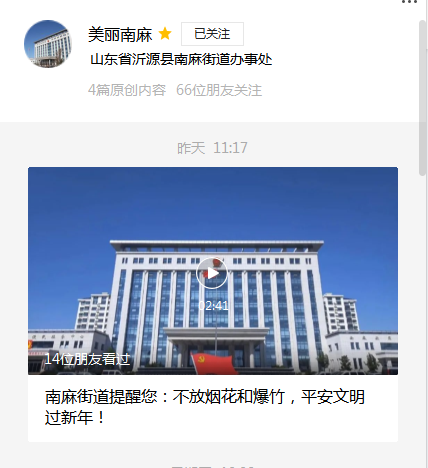 美丽南麻
已关注
山东省沂源县南麻街道办事处
4篇原创内容 66位朋友关注
昨天 11:17
02:41
14位朋友看过
南麻街道提醒您：不放烟花和爆竹，平安文明
过新年！